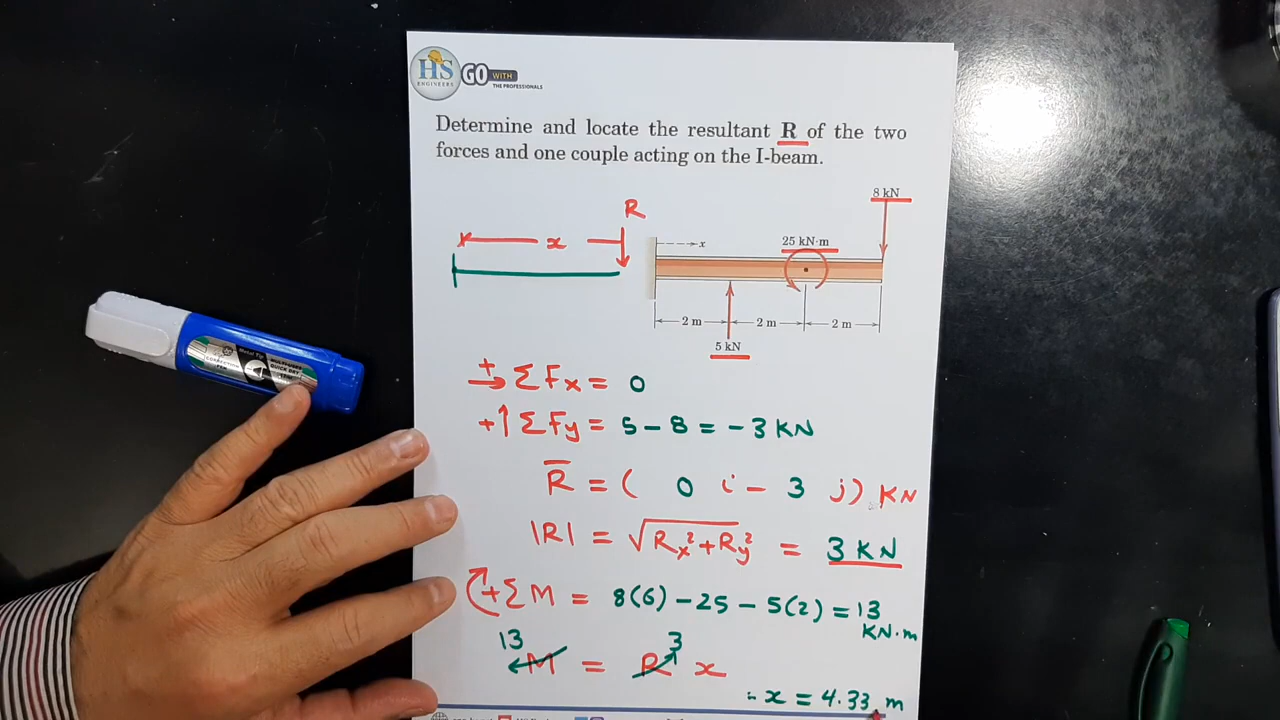 HS
ENGINEERS
GO WITH
THE PROFESSIONALS
Determine and locate the resultant R of the two
forces and one couple acting on the I-beam.
8 kN
R
x
x
25 kN·m
2 m 2 m 2 m
5 kN
+→ ΣFx = 0
+↑ ΣFy = 5 - 8 = - 3 KN
R̅ = ( 0 i - 3 j) KN
|R| = √Rx²+Ry² = 3 KN
+ΣM = 8(6) - 25 - 5(2) = 13
KN.m
13 3
M = R x
∴ x = 4.33 m